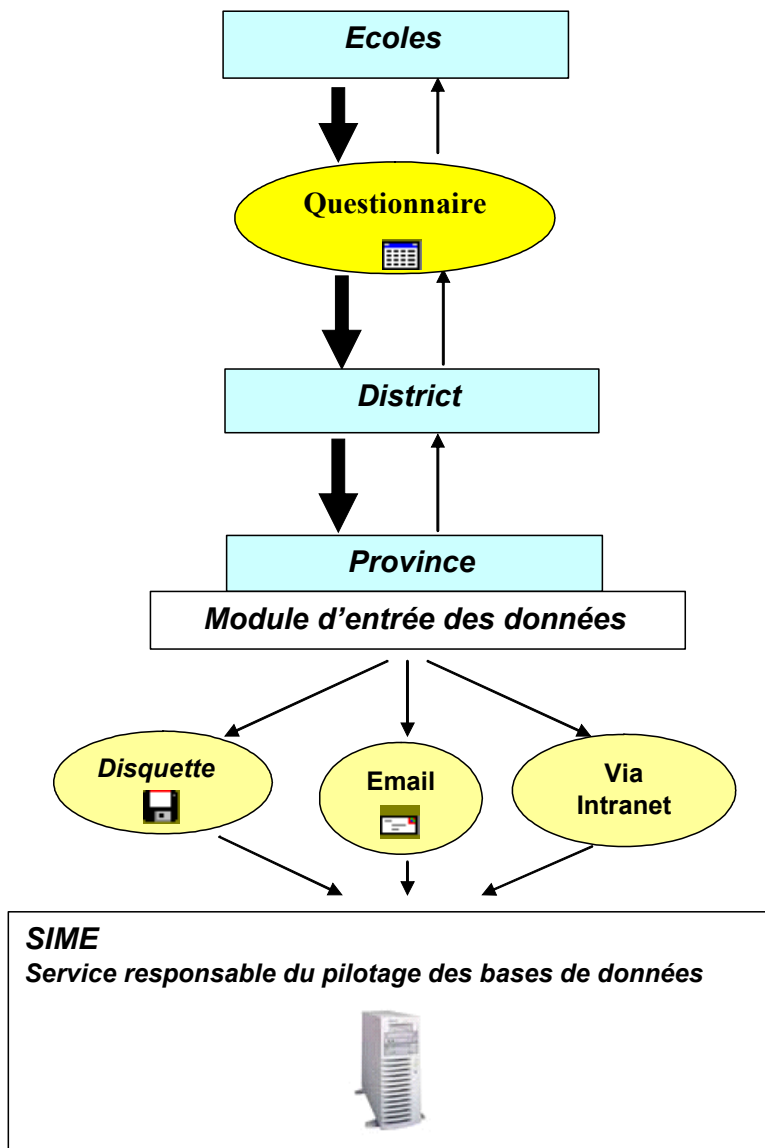 Ecoles
Questionnaire
District
Province
Module d’entrée des données
Disquette
Email
Via
Intranet
SIME
Service responsable du pilotage des bases de données